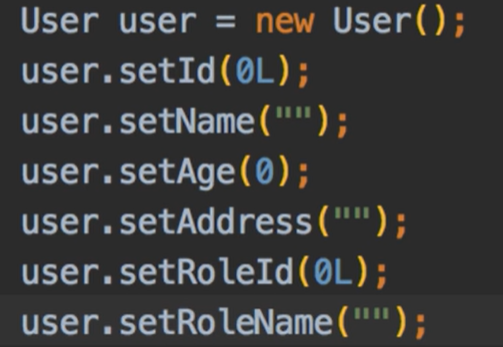 User user = new User();
user.setId(0L);
user.setName("");
user.setAge(0);
user.setAddress("");
user.setRoleId(0L);
user.setRoleName("");